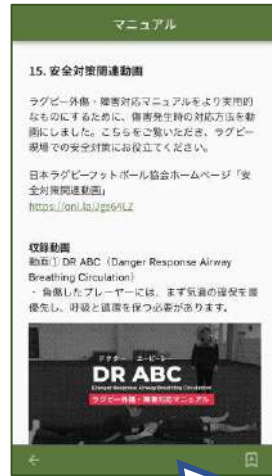 マニュアル
15. 安全対策関連動画
ラグビー外傷・障害対応マニュアルをより実用的
なものにするために、傷害発生時の対応方法を動
画にしました。こちらをご覧いただき、ラグビー
現場での安全対策にお役立てください。
日本ラグビーフットボール協会ホームページ「安
全対策関連動画」
https://onl.la/Jgs64LZ
収録動画
動画① DR ABC（Danger Response Airway
Breathing Circulation）
・ 負傷したプレーヤーには、まず気道の確保を最
優先し、呼吸と循環を保つ必要があります。
ドクター エービーシー
DR ABC
(Danger Response Airway Breathing Circulation)
ラグビー外傷・障害対応マニュアル